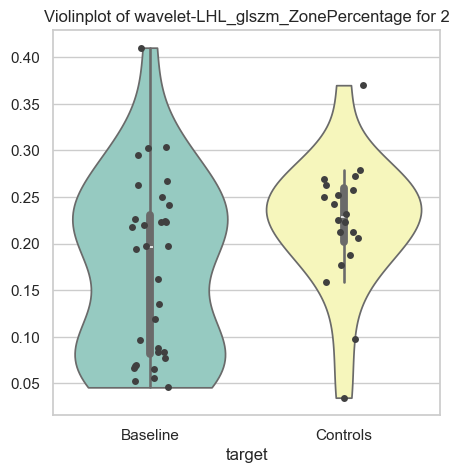 Violinplot of wavelet-LHL_glszm_ZonePercentage for 2
0.40
0.35
0.30
0.25
0.20
0.15
0.10
0.05
Baseline
Controls
target